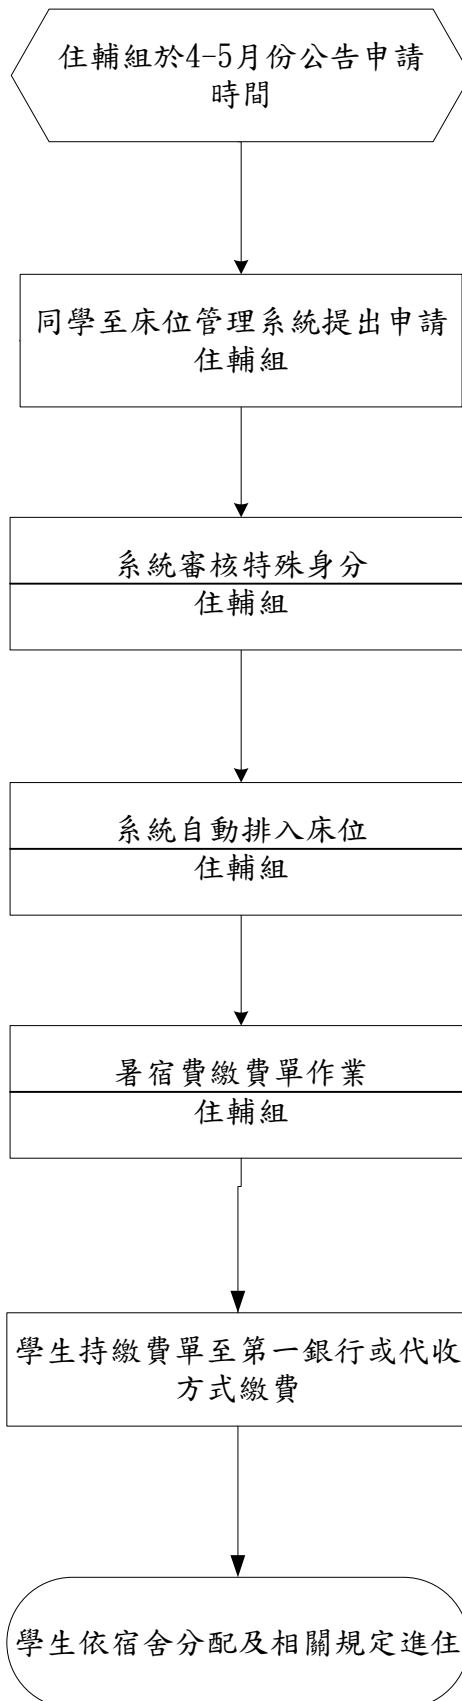 住輔組於4-5月份公告申請
時間
同學至床位管理系統提出申請
住輔組
系統審核特殊身分
住輔組
系統自動排入床位
住輔組
暑宿費繳費單作業
住輔組
學生持繳費單至第一銀行或代收
方式繳費
學生依宿舍分配及相關規定進住